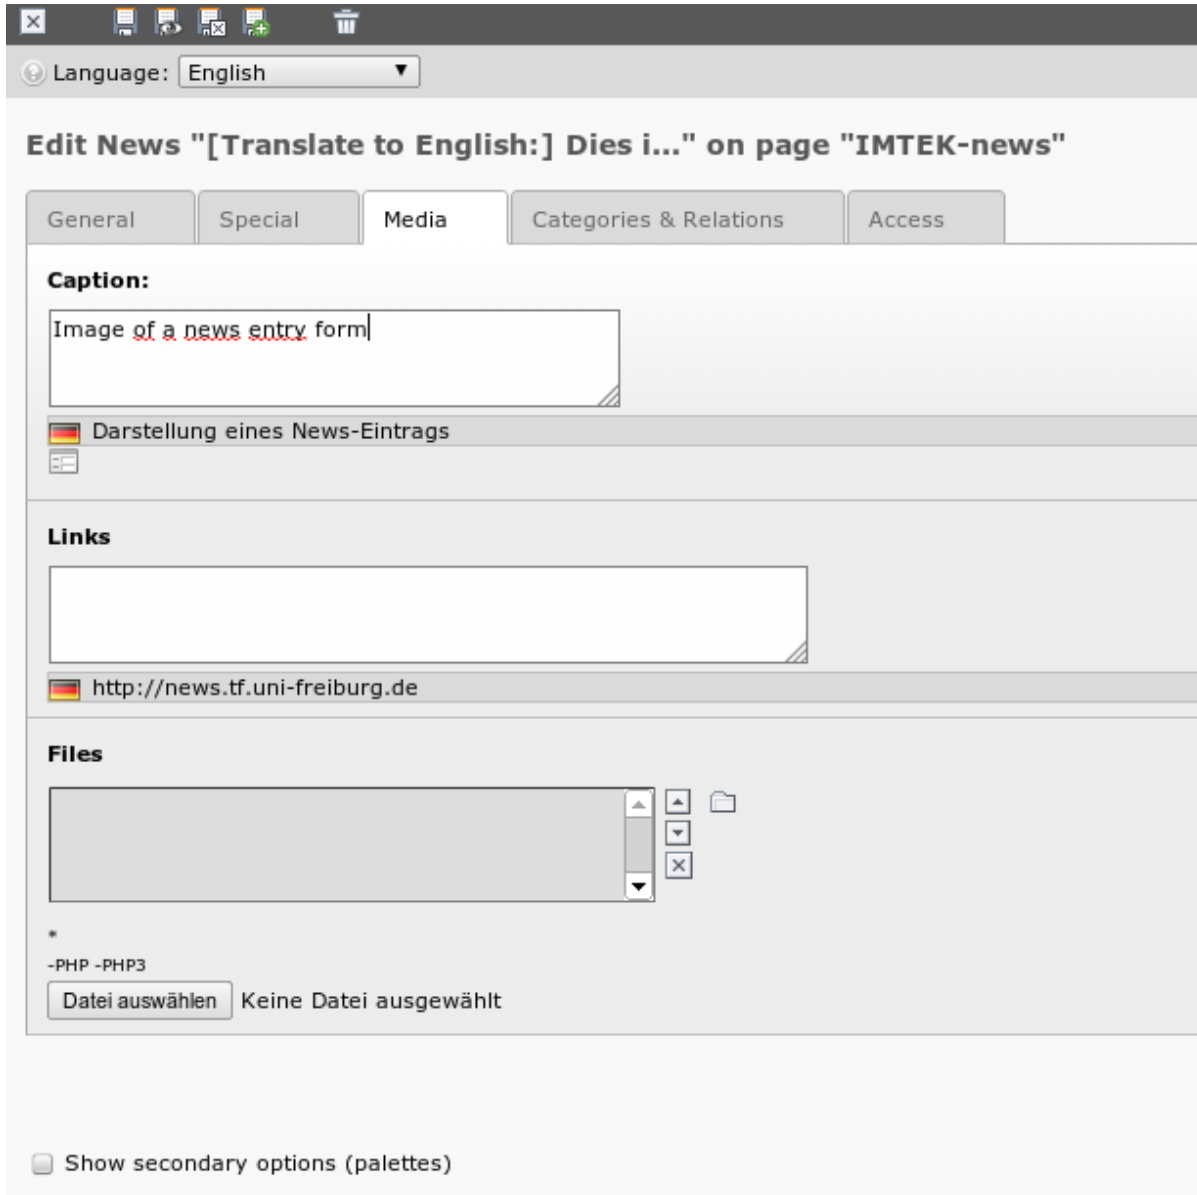 Language: English
Edit News "[Translate to English:] Dies i..." on page "IMTEK-news"
General Special Media Categories & Relations Access
Caption:
Image of a news entry form
Darstellung eines News-Eintrags
Links
http://news.tf.uni-freiburg.de
Files
*
-PHP -PHP3
Datei auswählen Keine Datei ausgewählt
Show secondary options (palettes)